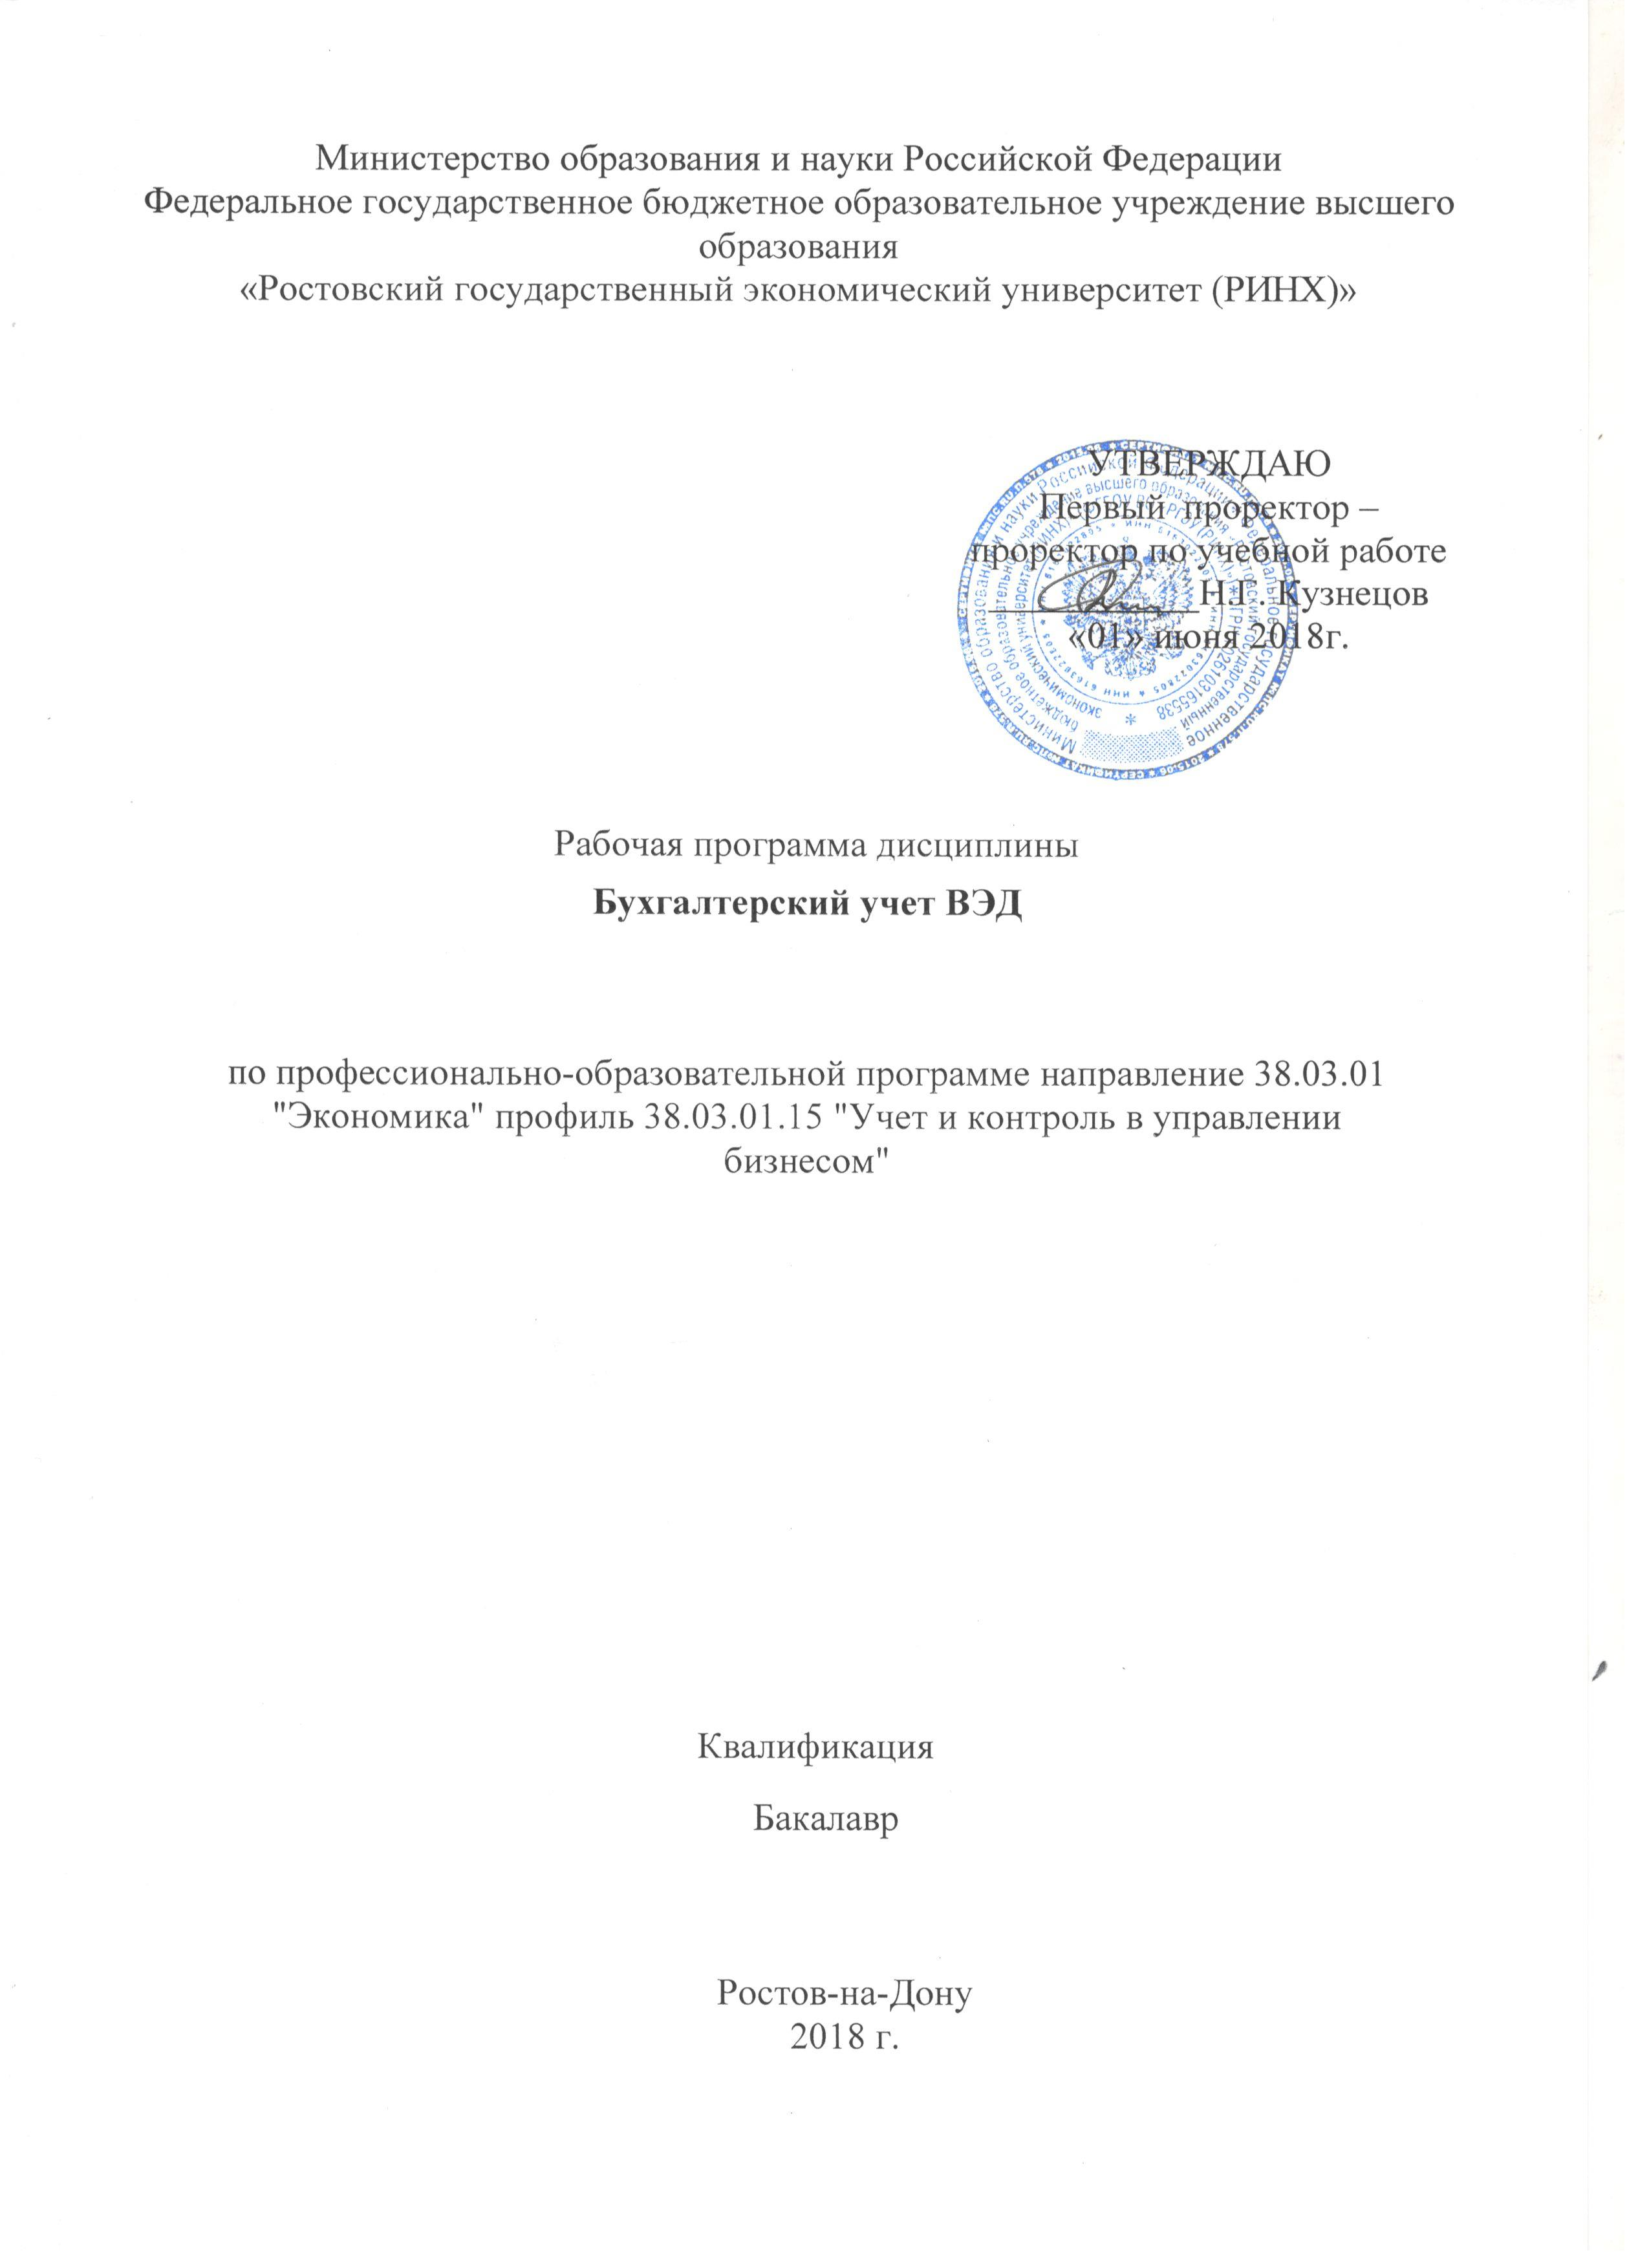 Министерство образования и науки Российской Федерации
Федеральное государственное бюджетное образовательное учреждение высшего
образования
«Ростовский государственный экономический университет (РИНХ)»
УТВЕРЖДАЮ
Первый проректор –
проректор по учебной работе
Н.Г. Кузнецов
«01» июня 2018г.
Рабочая программа дисциплины
Бухгалтерский учет ВЭД
по профессионально-образовательной программе направление 38.03.01
"Экономика" профиль 38.03.01.15 "Учет и контроль в управлении
бизнесом"
Квалификация
Бакалавр
Ростов-на-Дону
2018 г.